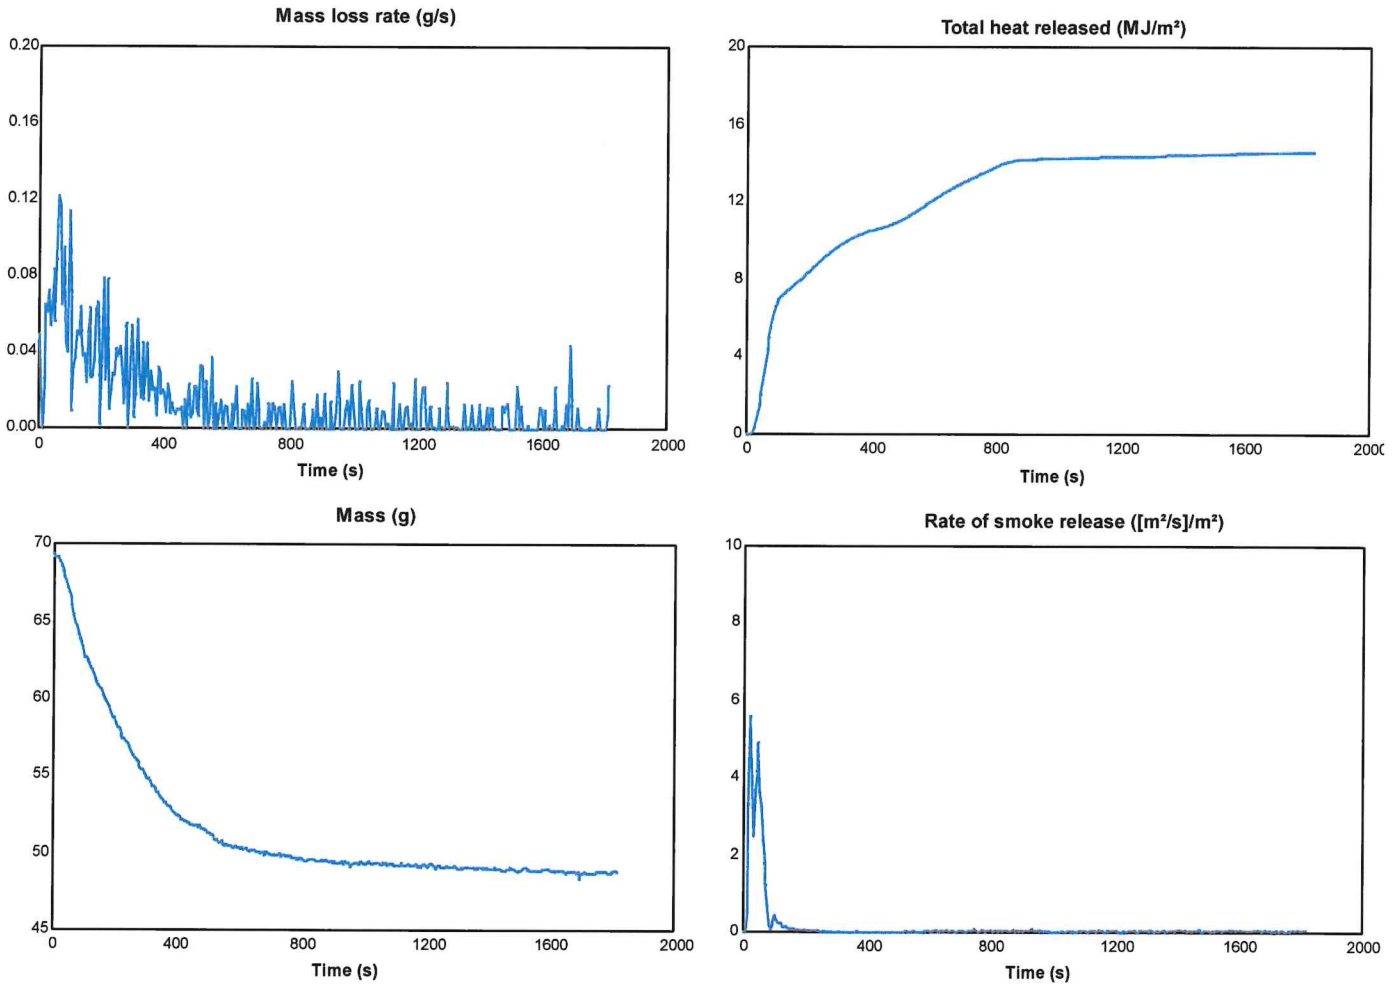 Mass loss rate (g/s)
0.20
0.16
0.12
0.08
0.04
0.00
0 400 800 1200 1600 2000
Time (s)
Total heat released (MJ/m²)
20
16
12
8
4
0
0 400 800 1200 1600 2000
Time (s)
Mass (g)
70
65
60
55
50
45
0 400 800 1200 1600 2000
Time (s)
Rate of smoke release ([m²/s]/m²)
10
8
6
4
2
0
0 400 800 1200 1600 2000
Time (s)